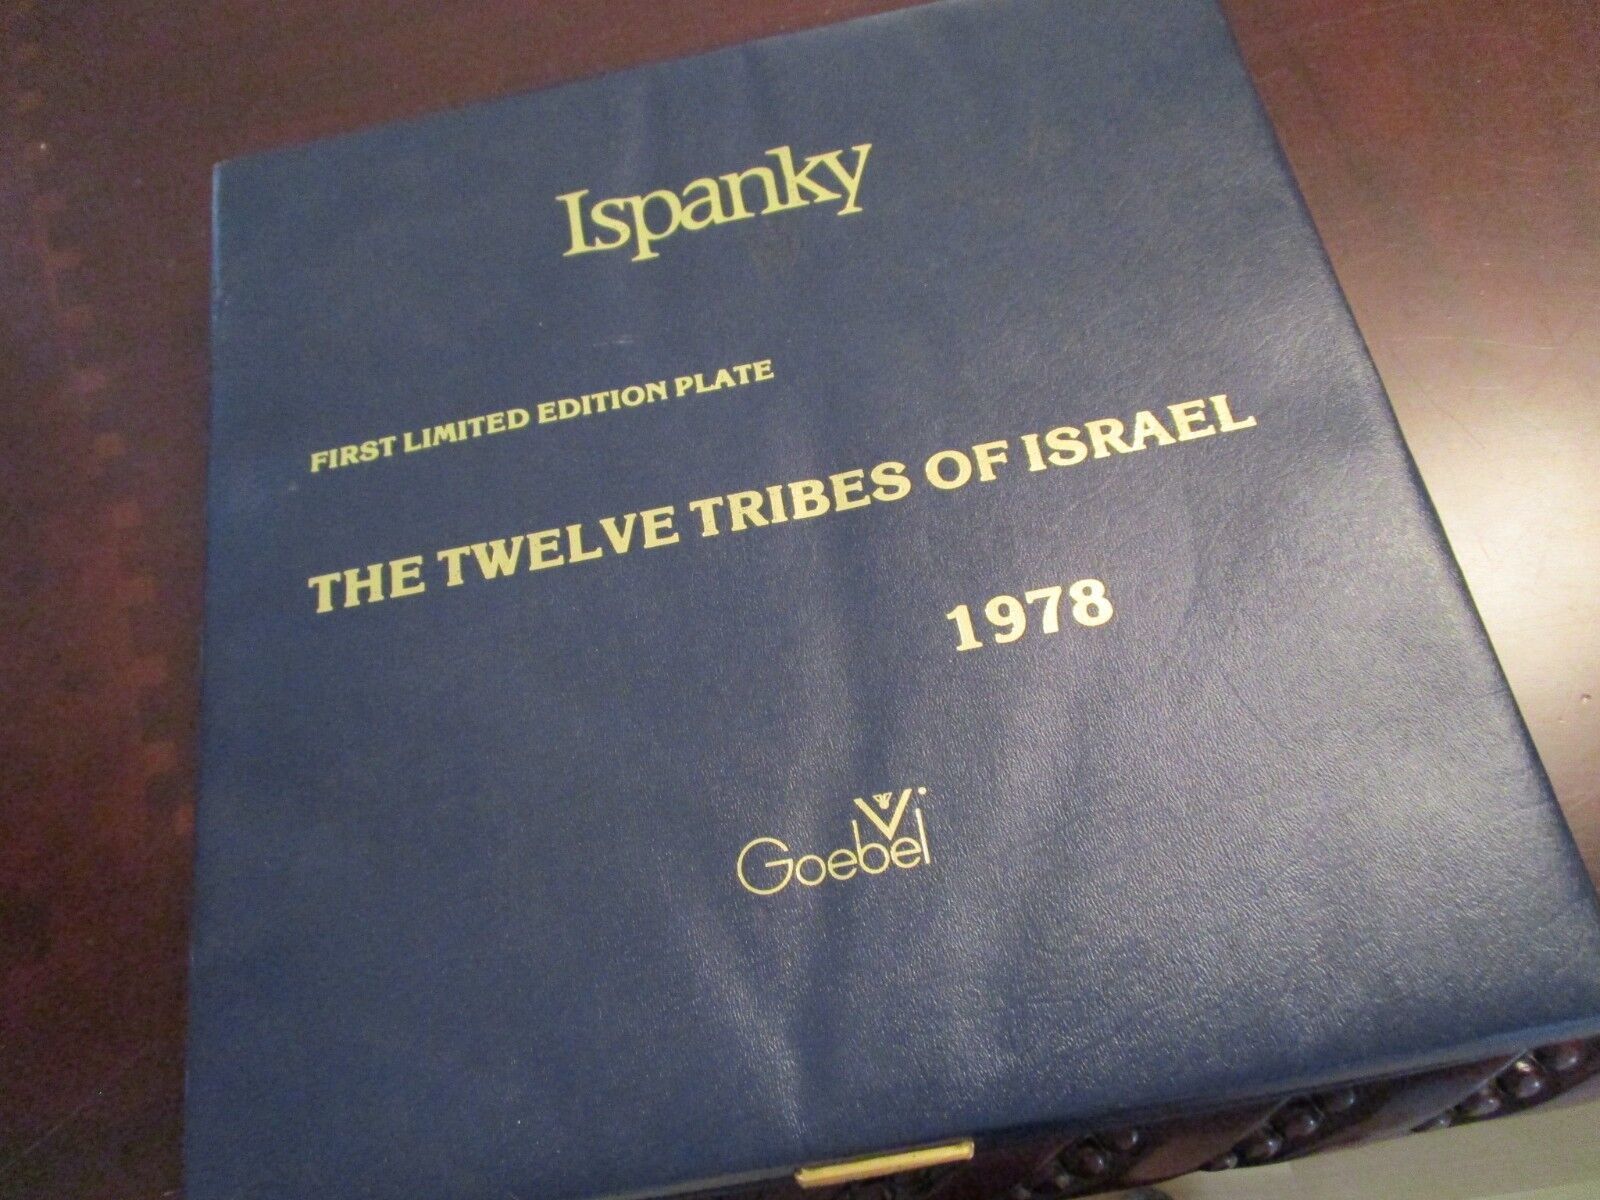 Ispanky
FIRST LIMITED EDITION PLATE
THE TWELVE TRIBES OF ISRAEL
1978
Goebel